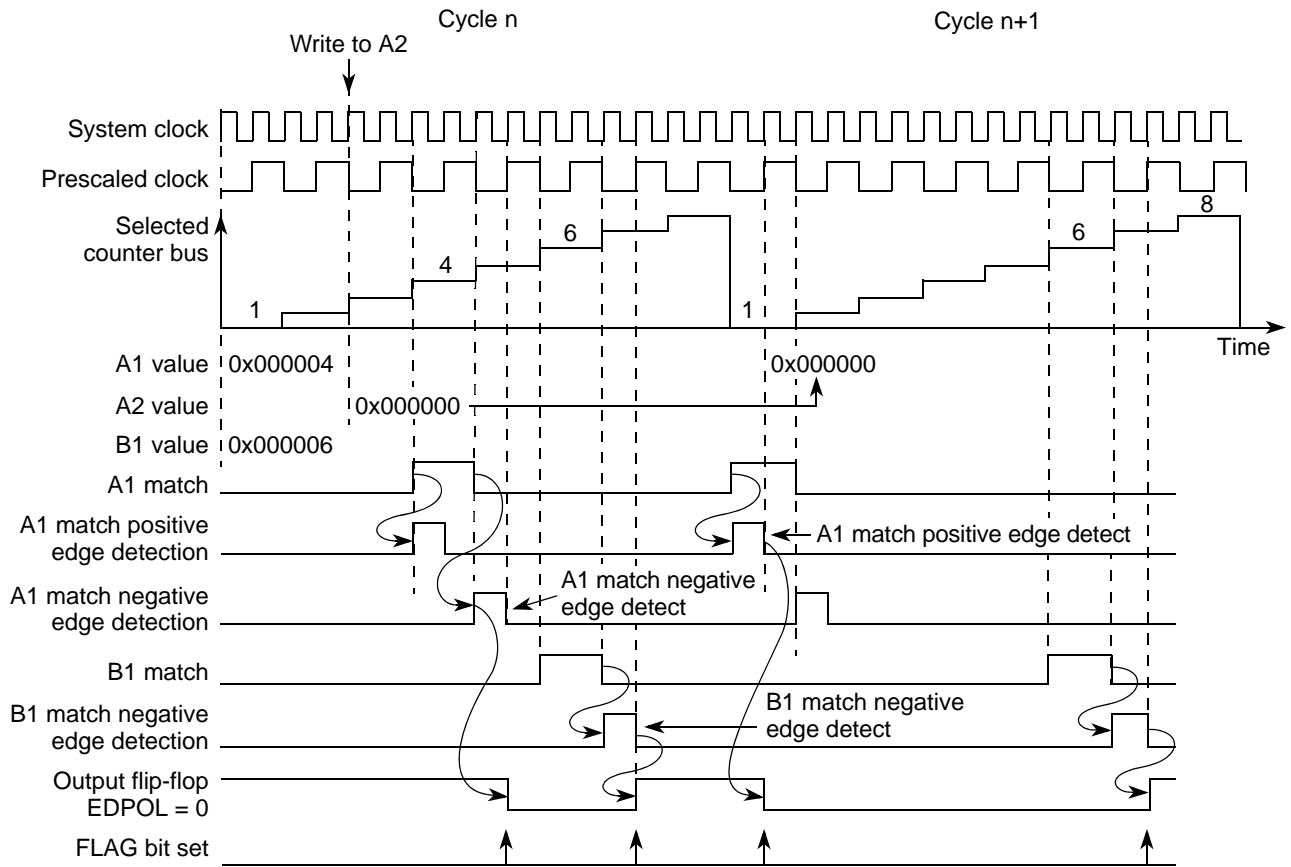 Cycle n
Cycle n+1
Write to A2
System clock
Prescaled clock
Selected
counter bus
1
4
6
1
6
8
Time
A1 value
0x000004
0x000000
A2 value
0x000000
B1 value
0x000006
A1 match
A1 match positive
edge detection
A1 match positive edge detect
A1 match negative
edge detection
A1 match negative
edge detect
B1 match
B1 match negative
edge detection
B1 match negative
edge detect
Output flip-flop
EDPOL = 0
FLAG bit set